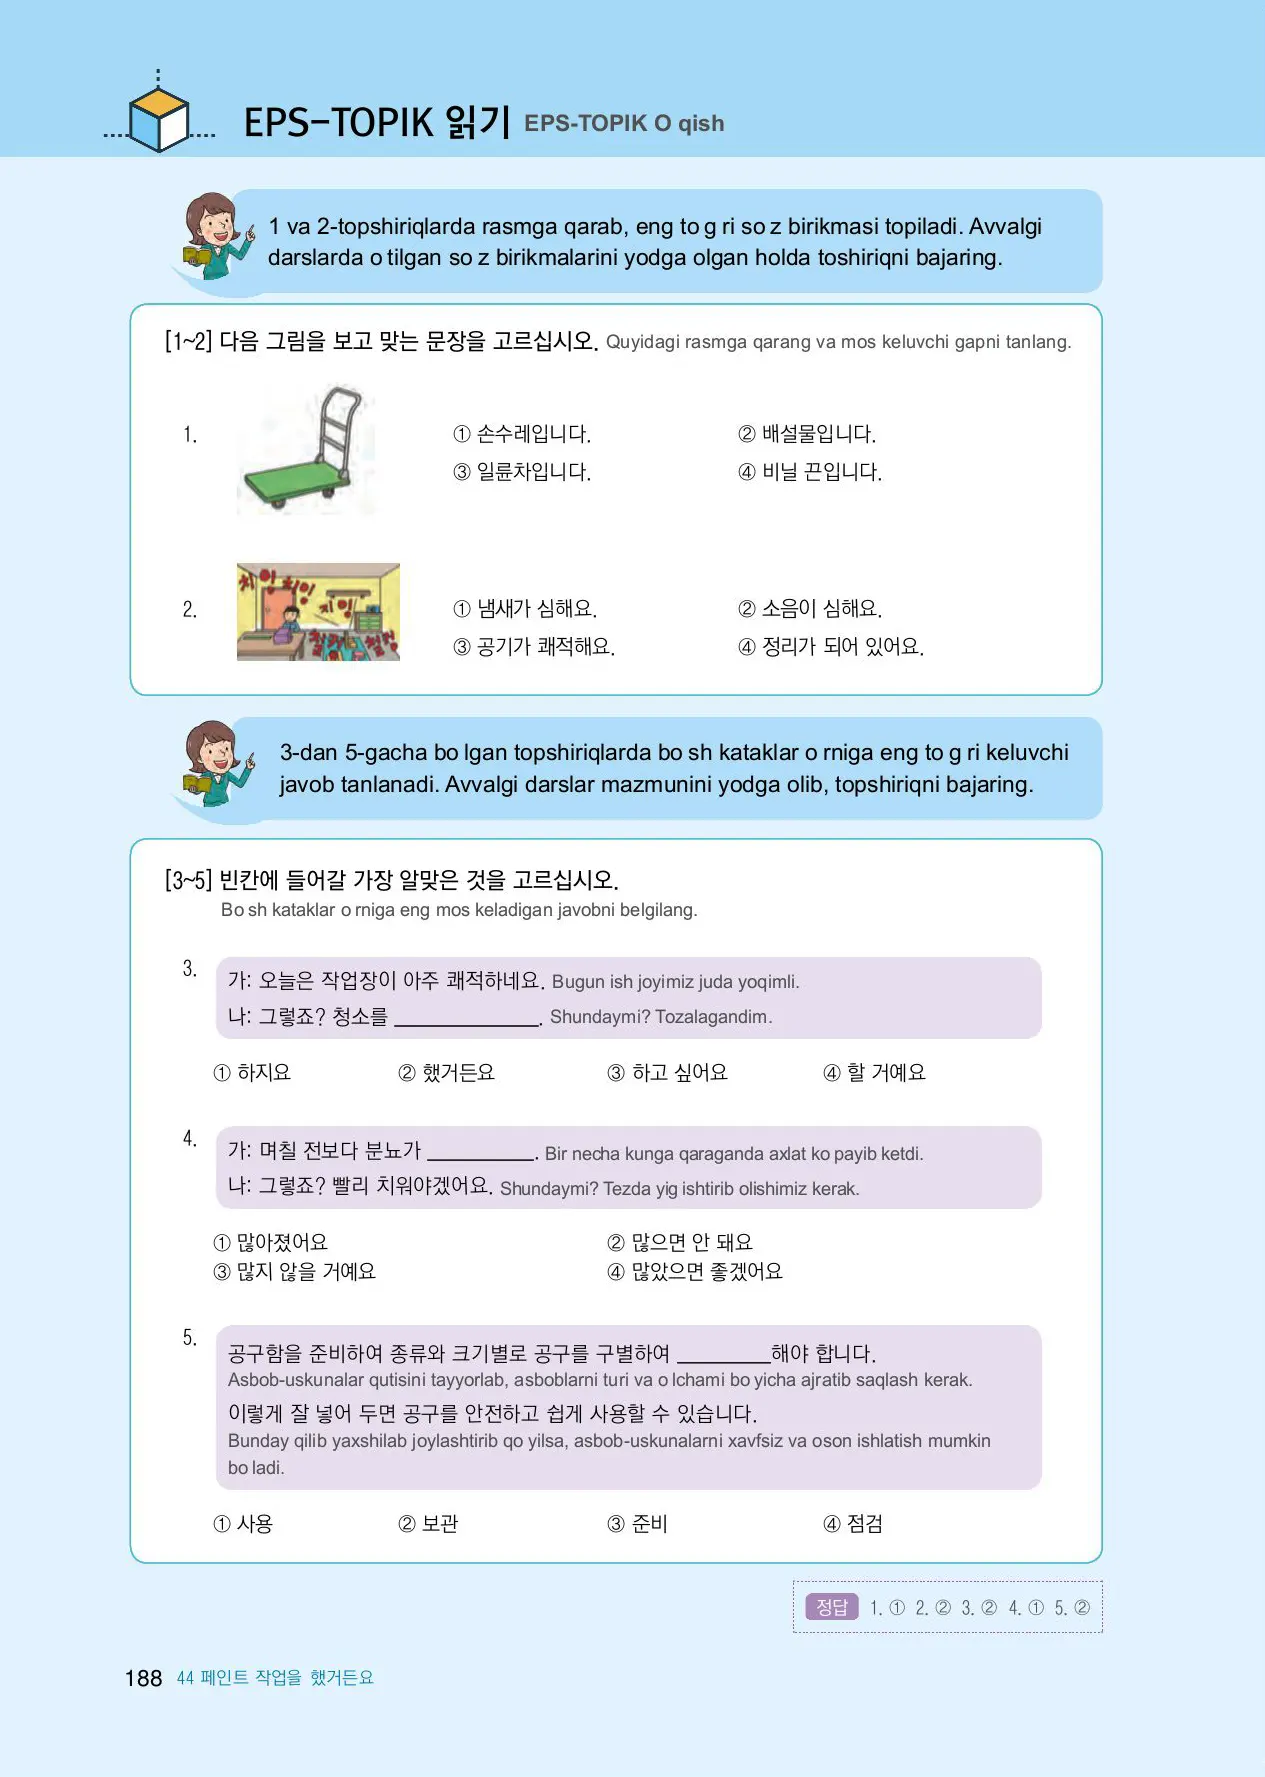 EPS-TOPIK 읽기 EPS-TOPIK O qish
1 va 2-topshiriqlarda rasmga qarab, eng to g ri so z birikmasi topiladi. Avvalgi
darslarda o tilgan so z birikmalarini yodga olgan holda toshiriqni bajaring.
[1~2] 다음 그림을 보고 맞는 문장을 고르십시오. Quyidagi rasmga qarang va mos keluvchi gapni tanlang.
1.
① 손수레입니다. ② 배설물입니다.
③ 일륜차입니다. ④ 비닐 끈입니다.
2.
치잉 치잉
지잉
① 냄새가 심해요. ② 소음이 심해요.
③ 공기가 쾌적해요. ④ 정리가 되어 있어요.
3-dan 5-gacha bo lgan topshiriqlarda bo sh kataklar o rniga eng to g ri keluvchi
javob tanlanadi. Avvalgi darslar mazmunini yodga olib, topshiriqni bajaring.
[3~5] 빈칸에 들어갈 가장 알맞은 것을 고르십시오.
Bo sh kataklar o rniga eng mos keladigan javobni belgilang.
3.
가: 오늘은 작업장이 아주 쾌적하네요. Bugun ish joyimiz juda yoqimli.
나: 그렇죠? 청소를 ______________. Shundaymi? Tozalagandim.
① 하지요 ② 했거든요 ③ 하고 싶어요 ④ 할 거예요
4.
가: 며칠 전보다 분뇨가 __________. Bir necha kunga qaraganda axlat ko payib ketdi.
나: 그렇죠? 빨리 치워야겠어요. Shundaymi? Tezda yig ishtirib olishimiz kerak.
① 많아졌어요 ② 많으면 안 돼요
③ 많지 않을 거예요 ④ 많았으면 좋겠어요
5.
공구함을 준비하여 종류와 크기별로 공구를 구별하여 _________해야 합니다.
Asbob-uskunalar qutisini tayyorlab, asboblarni turi va o lchami bo yicha ajratib saqlash kerak.
이렇게 잘 넣어 두면 공구를 안전하고 쉽게 사용할 수 있습니다.
Bunday qilib yaxshilab joylashtirib qo yilsa, asbob-uskunalarni xavfsiz va oson ishlatish mumkin
bo ladi.
① 사용 ② 보관 ③ 준비 ④ 점검
정답 1. ① 2. ② 3. ② 4. ① 5. ②
188 44 페인트 작업을 했거든요